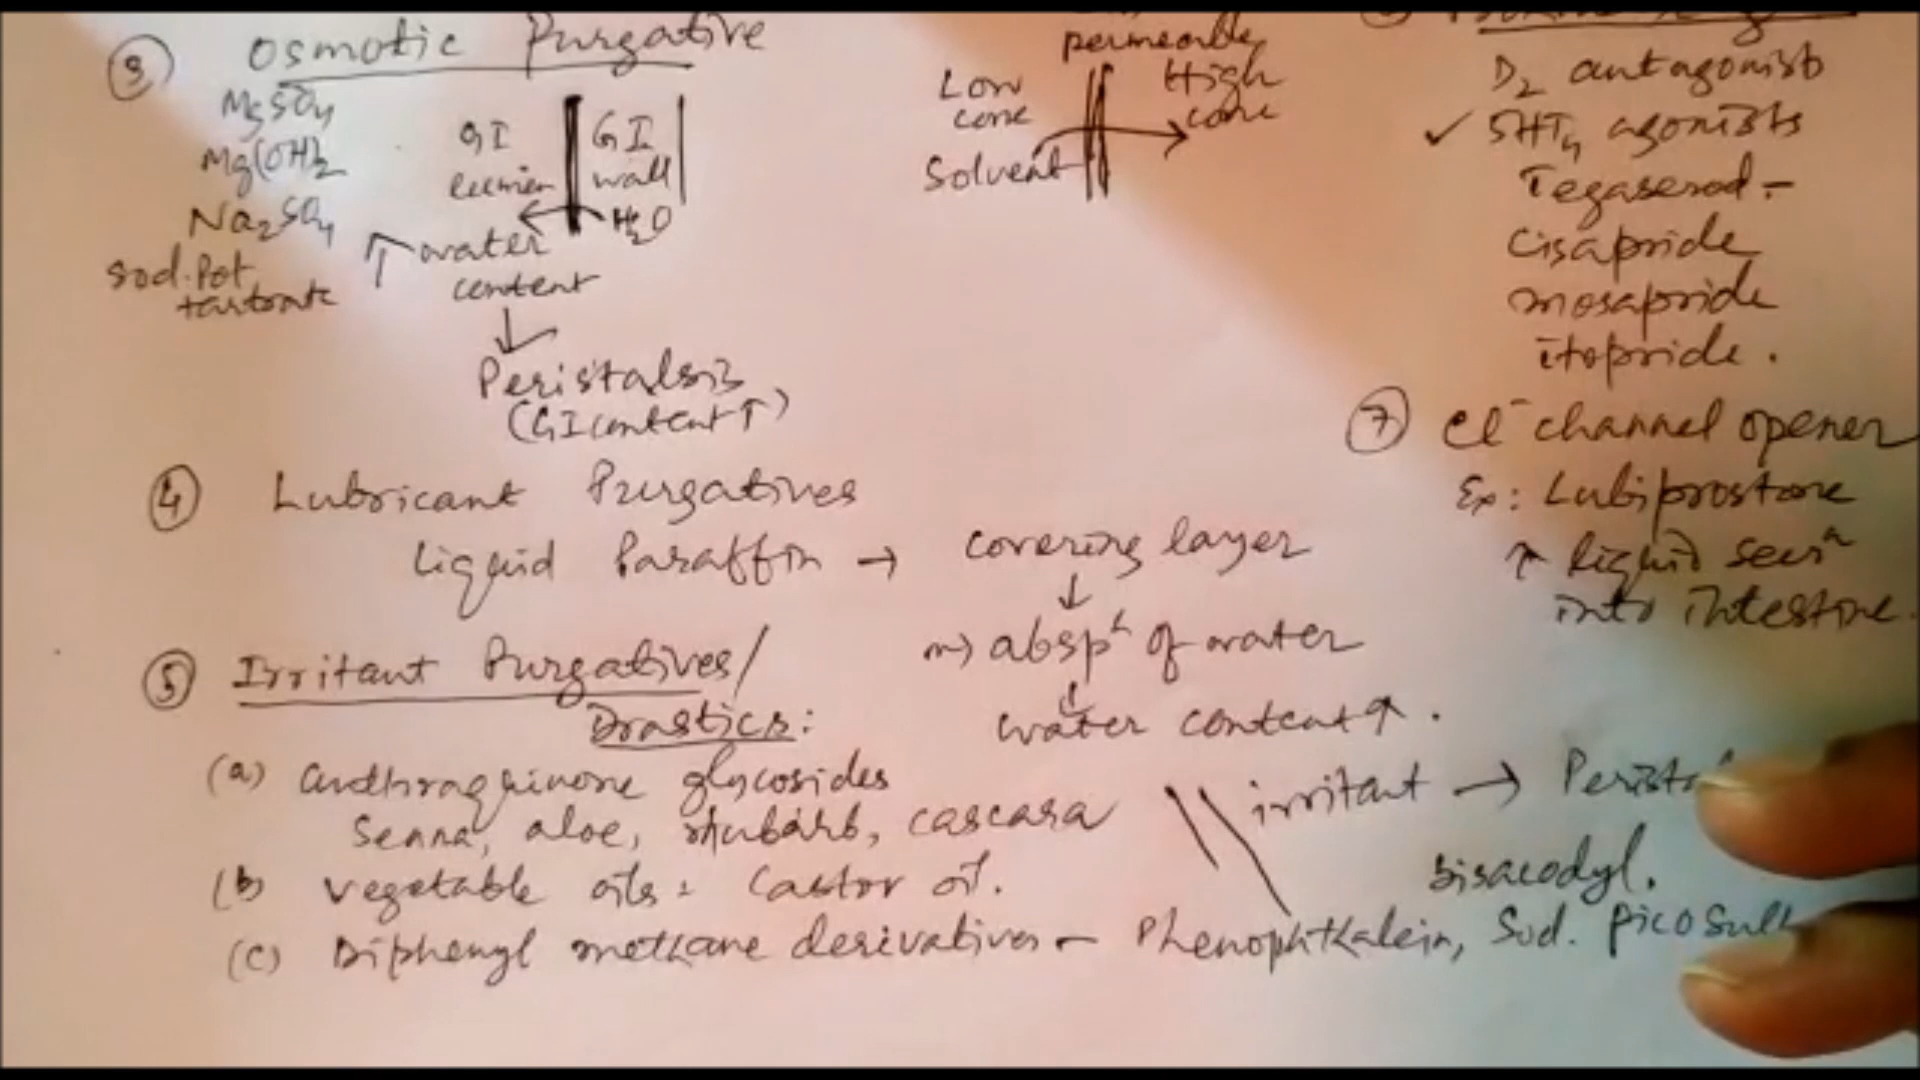 (3) Osmotic Purgative
MgSO4
Mg(OH)2
Na2SO4
Sod. Pot.
tartrate
GI
lumen
GI
wall
H2O
↑ water
content
↓
Peristalsis
(GI content ↑)
permeable
Low
conc
High
conc
Solvent
(4) Lubricant Purgatives
Liquid Paraffin → covering layer
↓
absp^n of water
↓
water content ↑ .
(5) Irritant Purgatives/
Drastics:
(a) Anthraquinone glycosides
Senna, aloe, rhubarb, cascara
(b) vegetable oils: Castor oil.
(c) Diphenyl methane derivatives – Phenophthalein, Sod. pico
irritant →
Bisacodyl.
D2 antagonists
✓ 5HT4 agonists
Tegaserod –
Cisapride
mosapride
itopride .
(7) Cl⁻ channel opener
Ex: Lubiprostone
↑ liquid secr^n
into intestine.